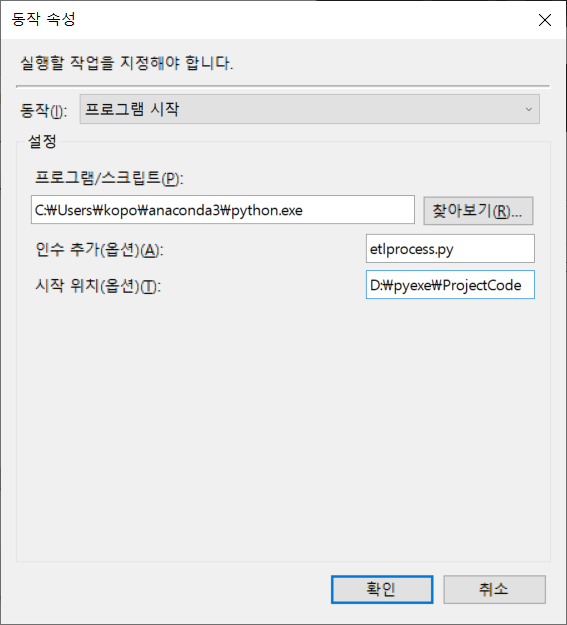 동작 속성
실행할 작업을 지정해야 합니다.
동작(I): 프로그램 시작
설정
프로그램/스크립트(P):
C:₩Users₩kopo₩anaconda3₩python.exe 찾아보기(R)...
인수 추가(옵션)(A): etlprocess.py
시작 위치(옵션)(T): D:₩pyexe₩ProjectCode
확인 취소